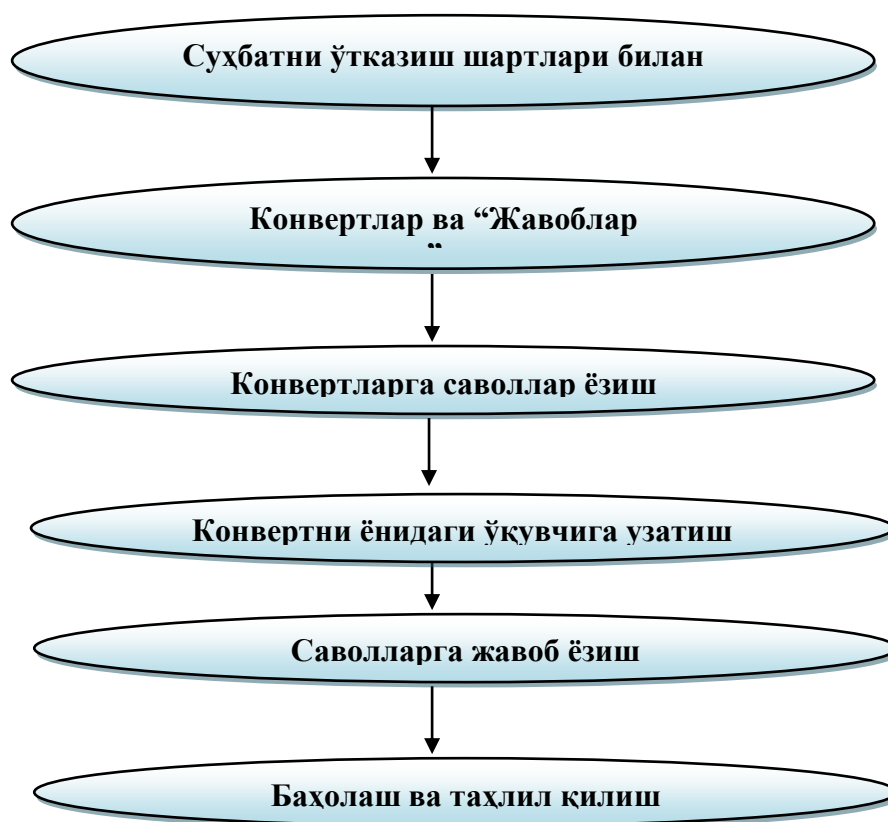 Суҳбатни ўтказиш шартлари билан
Конвертлар ва “Жавоблар
”
Конвертларга саволлар ёзиш
Конвертни ёнидаги ўқувчига узатиш
Саволларга жавоб ёзиш
Баҳолаш ва таҳлил қилиш